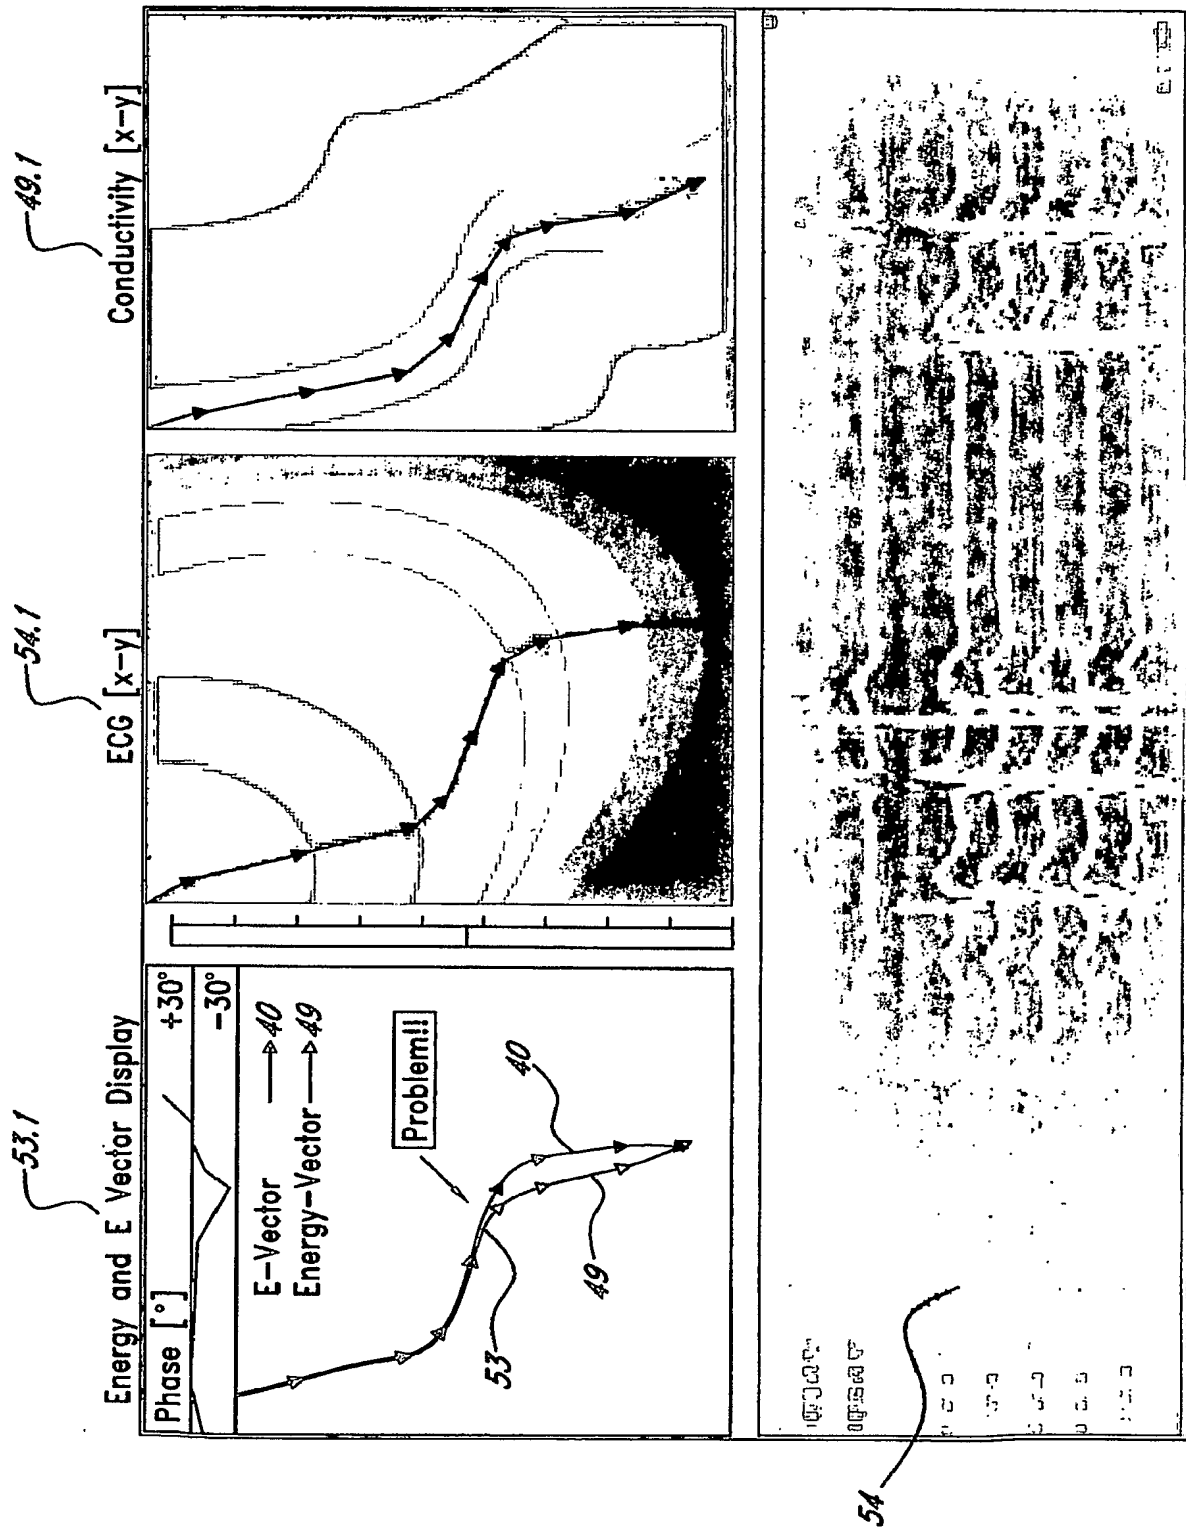 53.1
Energy and E Vector Display
54.1
ECG [x-y]
49.1
Conductivity [x-y]
Phase [°]
+30°
-30°
E-Vector 40
Energy-Vector 49
Problem!!
40
53
49
54